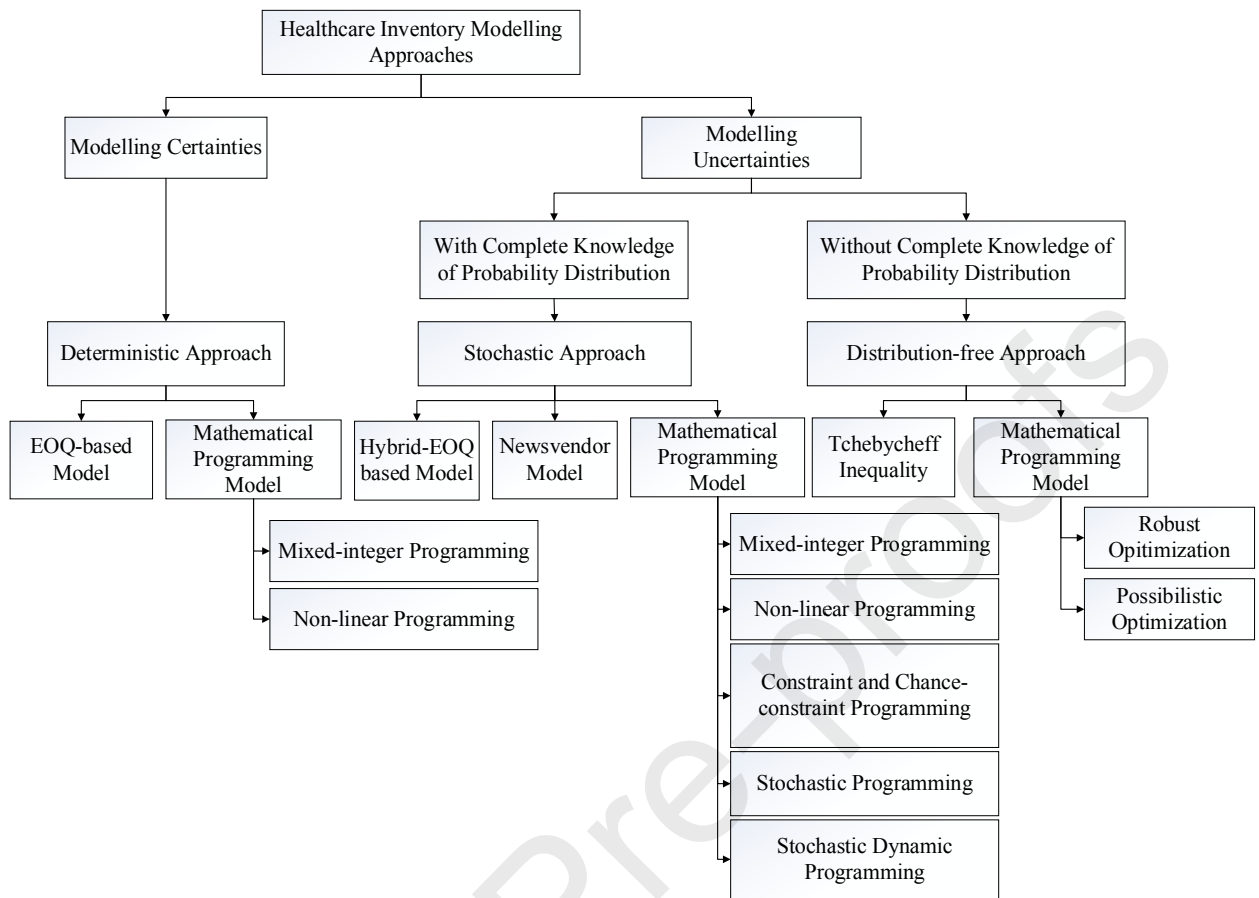 Healthcare Inventory Modelling
Approaches
Modelling Certainties
Modelling
Uncertainties
With Complete Knowledge
of Probability Distribution
Without Complete Knowledge of
Probability Distribution
Deterministic Approach
Stochastic Approach
Distribution-free Approach
EOQ-based
Model
Mathematical
Programming
Model
Hybrid-EOQ
based Model
Newsvendor
Model
Mathematical
Programming
Model
Tchebycheff
Inequality
Mathematical
Programming
Model
Mixed-integer Programming
Non-linear Programming
Mixed-integer Programming
Non-linear Programming
Constraint and Chance-
constraint Programming
Stochastic Programming
Stochastic Dynamic
Programming
Robust
Opitimization
Possibilistic
Optimization
Pre-proofs